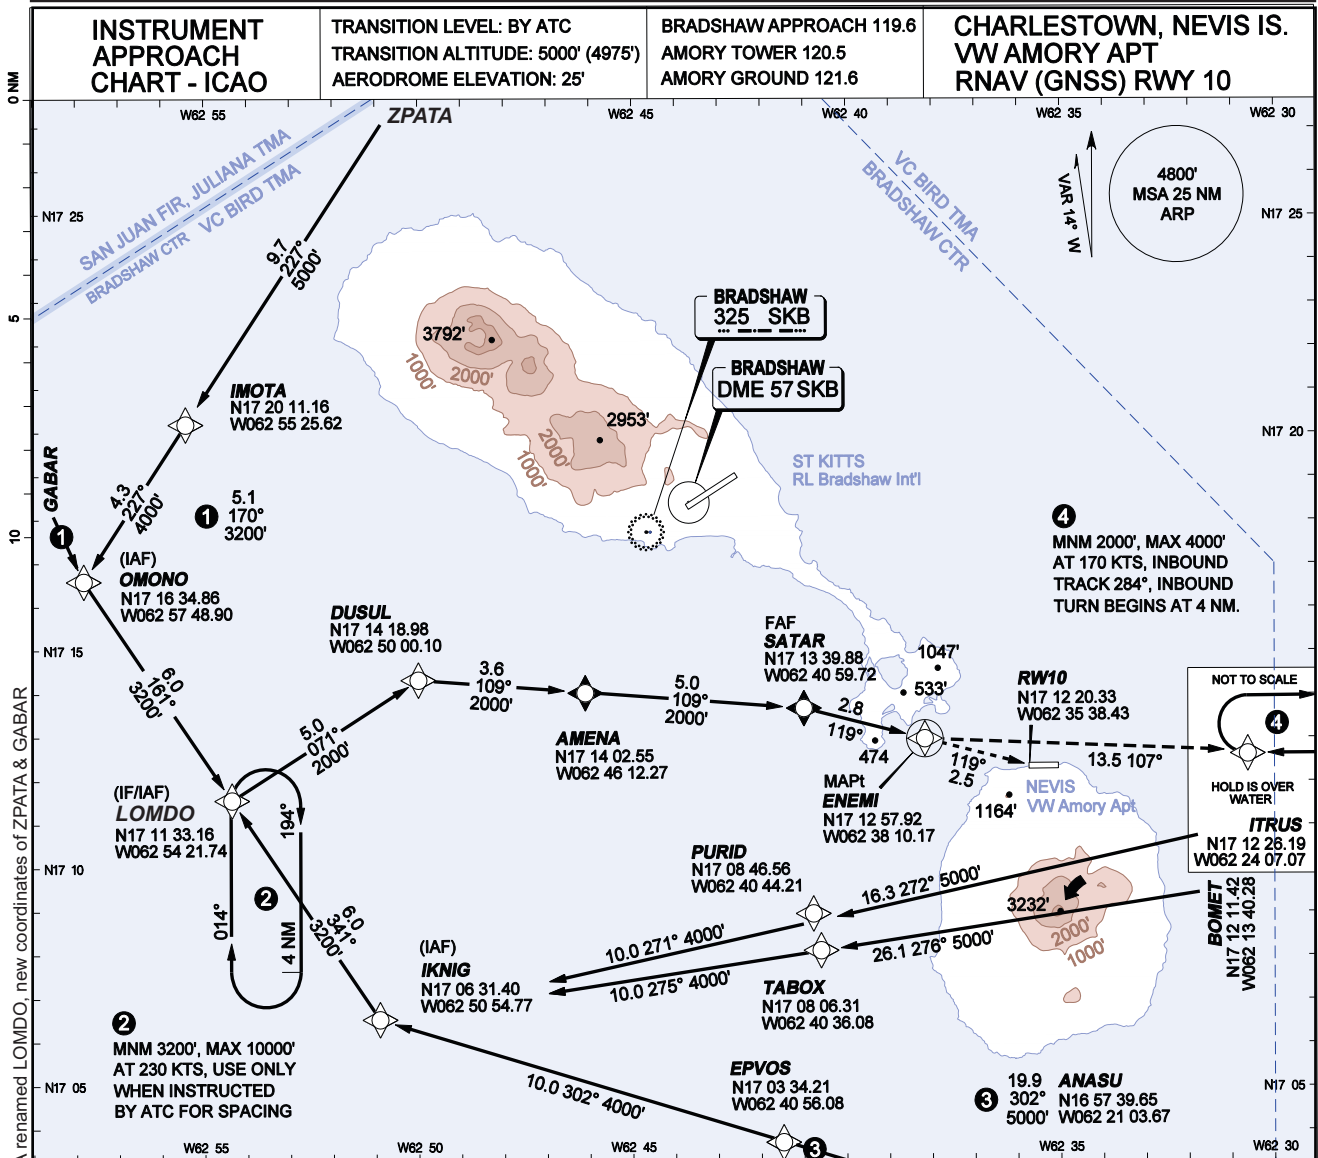 INSTRUMENT
APPROACH
CHART - ICAO
TRANSITION LEVEL: BY ATC
TRANSITION ALTITUDE: 5000' (4975')
AERODROME ELEVATION: 25'
BRADSHAW APPROACH 119.6
AMORY TOWER 120.5
AMORY GROUND 121.6
CHARLESTOWN, NEVIS IS.
VW AMORY APT
RNAV (GNSS) RWY 10
0 NM
5
10
W62 55
ZPATA
W62 45
W62 40
W62 35
W62 30
SAN JUAN FIR, JULIANA TMA
BRADSHAW CTR VC BIRD TMA
VC BIRD TMA
BRADSHAW CTR
VAR 14° W
4800'
MSA 25 NM
ARP
N17 25
N17 25
9.7
227°
5000'
BRADSHAW
325 SKB
BRADSHAW
DME 57 SKB
3792'
1000'
2000'
2953'
2000'
1000'
IMOTA
N17 20 11.16
W062 55 25.62
N17 20
ST KITTS
RL Bradshaw Int'l
GABAR
1
4.3
227°
4000'
1
5.1
170°
3200'
4
MNM 2000', MAX 4000'
AT 170 KTS, INBOUND
TRACK 284°, INBOUND
TURN BEGINS AT 4 NM.
(IAF)
OMONO
N17 16 34.86
W062 57 48.90
DUSUL
N17 14 18.98
W062 50 00.10
FAF
SATAR
N17 13 39.88
W062 40 59.72
1047'
533'
474
N17 15
6.0
161°
3200'
3.6
109°
2000'
5.0
109°
2000'
2.8
119°
RW10
N17 12 20.33
W062 35 38.43
NOT TO SCALE
4
HOLD IS OVER
WATER
5.0
071°
2000'
AMENA
N17 14 02.55
W062 46 12.27
119°
2.5
13.5 107°
MAPt
ENEMI
N17 12 57.92
W062 38 10.17
NEVIS
VW Amory Apt
1164'
(IF/IAF)
LOMDO
N17 11 33.16
W062 54 21.74
194°
ITRUS
N17 12 26.19
W062 24 07.07
PURID
N17 08 46.56
W062 40 44.21
N17 10
16.3 272° 5000'
3232'
2000'
1000'
BOMET
N17 12 11.42
W062 13 40.28
2
014°
4 NM
6.0
341°
3200'
10.0 271° 4000'
26.1 276° 5000'
10.0 275° 4000'
(IAF)
IKNIG
N17 06 31.40
W062 50 54.77
TABOX
N17 08 06.31
W062 40 36.08
2
MNM 3200', MAX 10000'
AT 230 KTS, USE ONLY
WHEN INSTRUCTED
BY ATC FOR SPACING
N17 05
10.0 302° 4000'
EPVOS
N17 03 34.21
W062 40 56.08
3
3
19.9
302°
5000'
ANASU
N16 57 39.65
W062 21 03.67
N17 05
W62 55
W62 50
W62 45
W62 35
W62 30
renamed LOMDO, new coordinates of ZPATA & GABAR